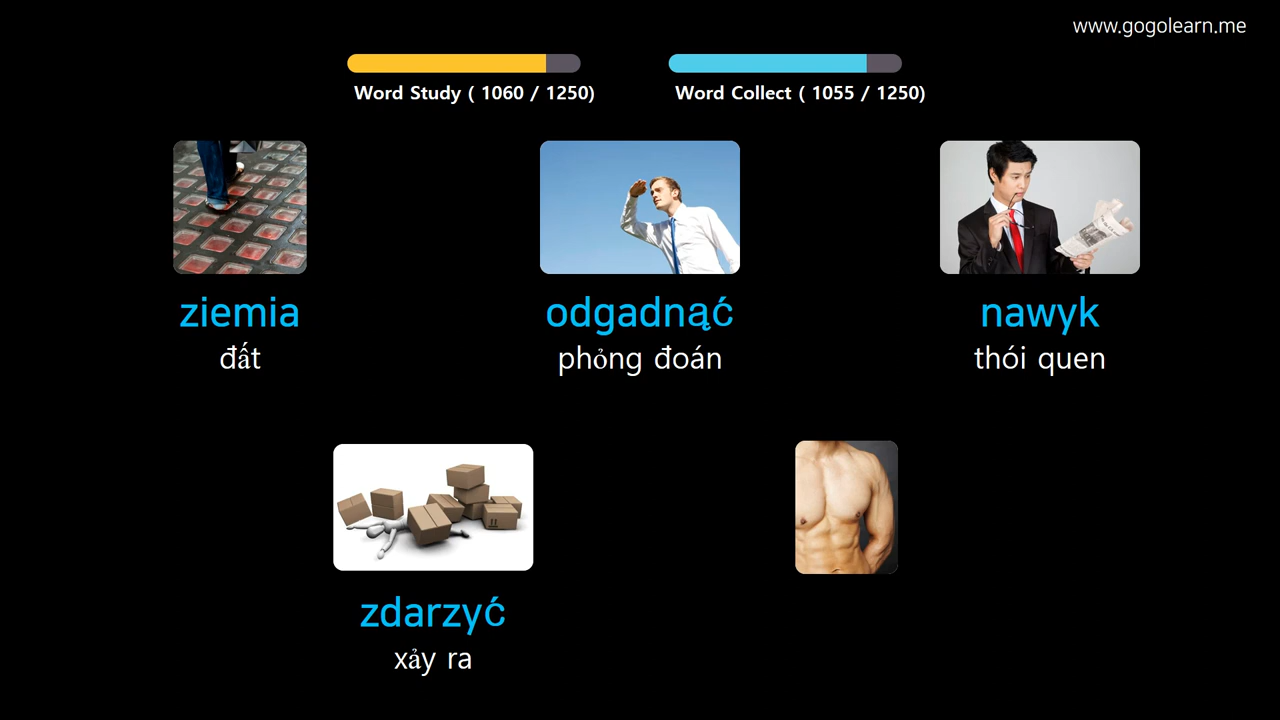 www.gogolearn.me
Word Study ( 1060 / 1250)
Word Collect ( 1055 / 1250)
ziemia
đất
odgadnąć
phỏng đoán
nawyk
thói quen
zdarzyć
xảy ra